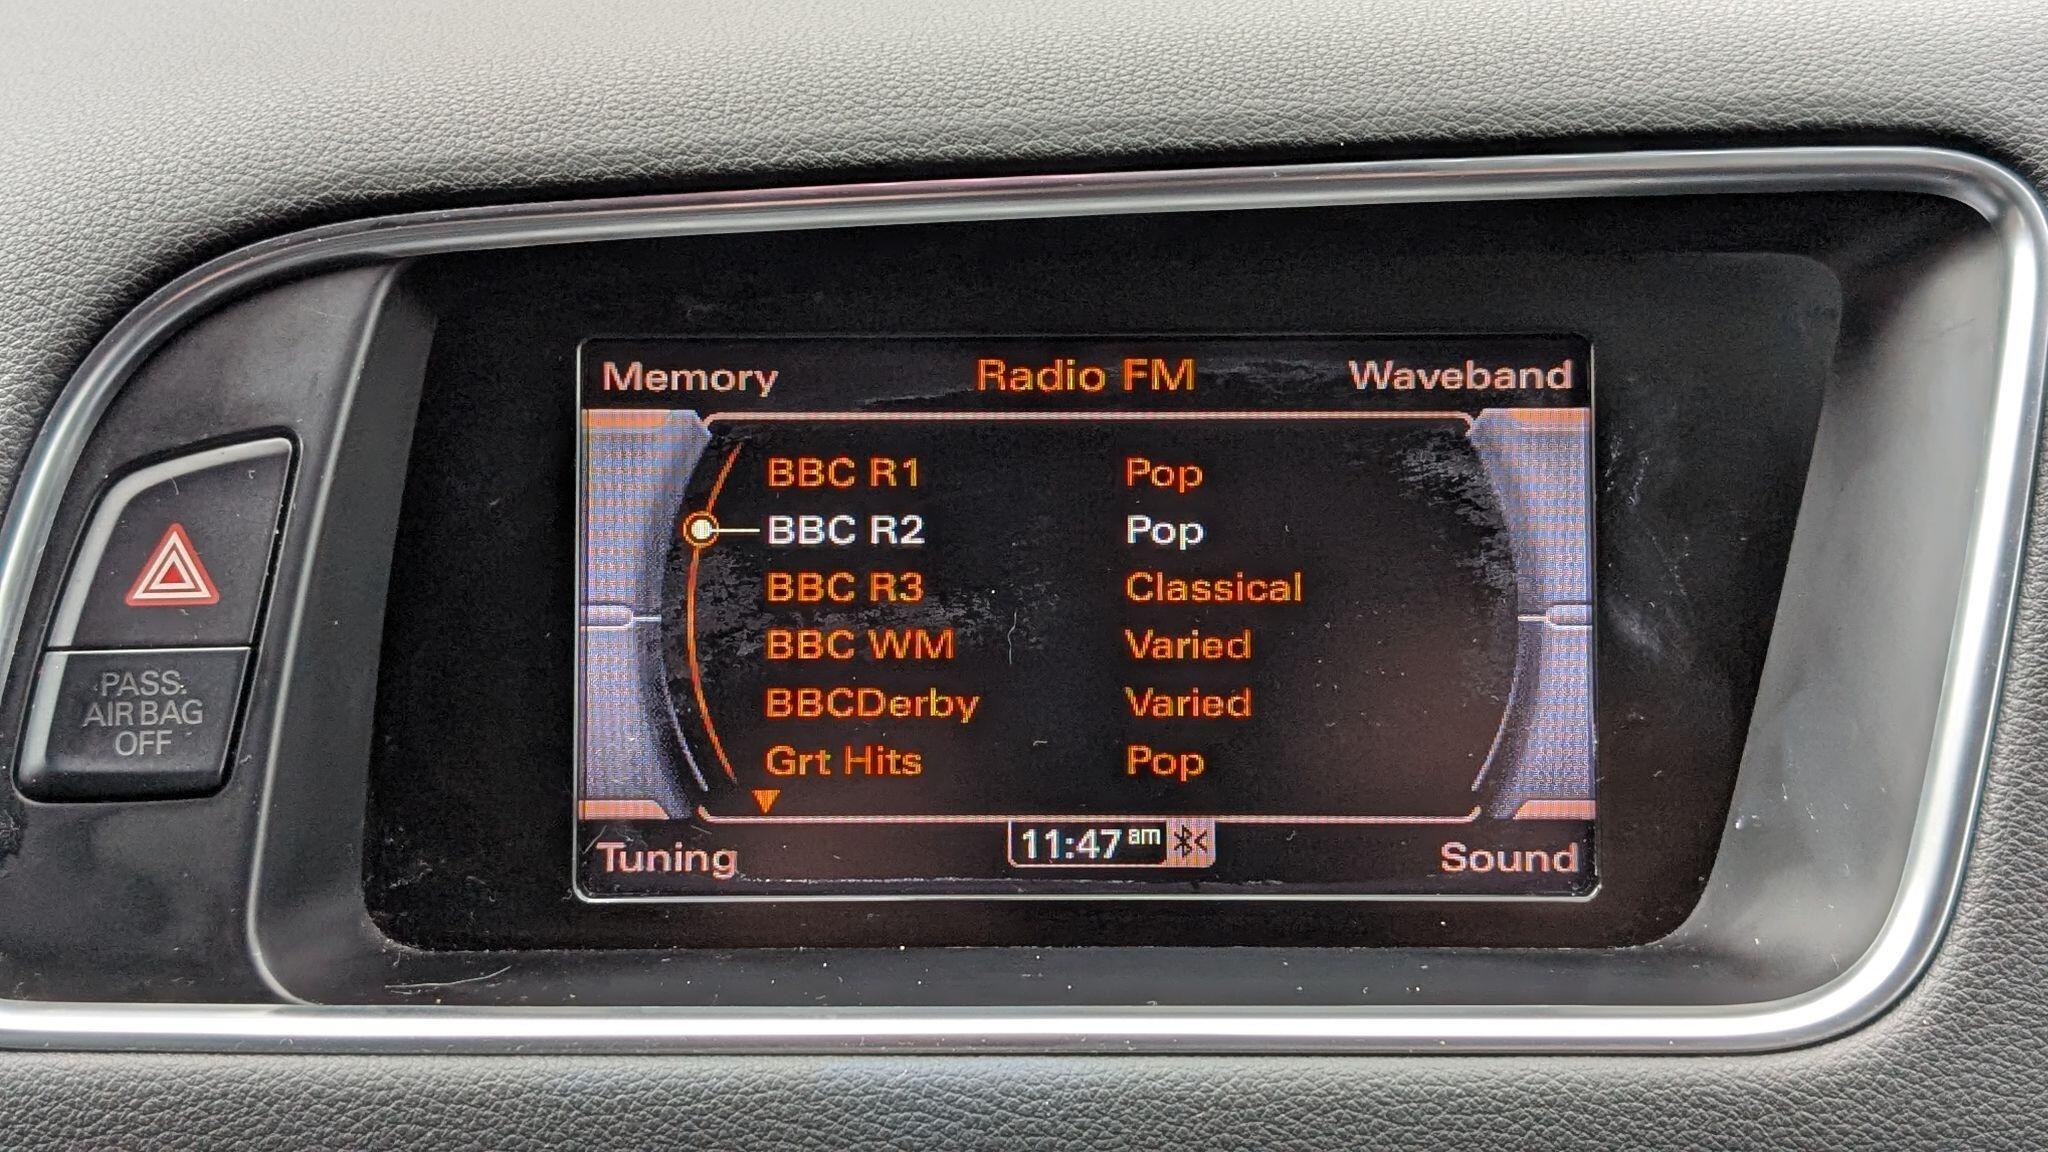 Memory Radio FM Waveband
BBC R1 Pop
BBC R2 Pop
BBC R3 Classical
BBC WM Varied
BBCDerby Varied
Grt Hits Pop
Tuning 11:47 am Sound
PASS.
AIR BAG
OFF